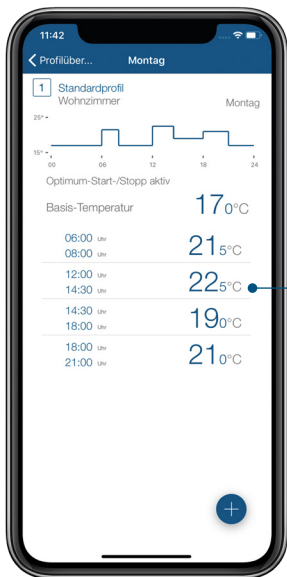 11:42
Profilüber... Montag
1 Standardprofil
Wohnzimmer Montag
25°
15°
00 06 12 18 24
Optimum-Start-/Stopp aktiv
Basis-Temperatur 17 0°C
06:00 Uhr
08:00 Uhr
21 5°C
12:00 Uhr
14:30 Uhr
22 5°C
14:30 Uhr
18:00 Uhr
19 0°C
18:00 Uhr
21:00 Uhr
21 0°C
+